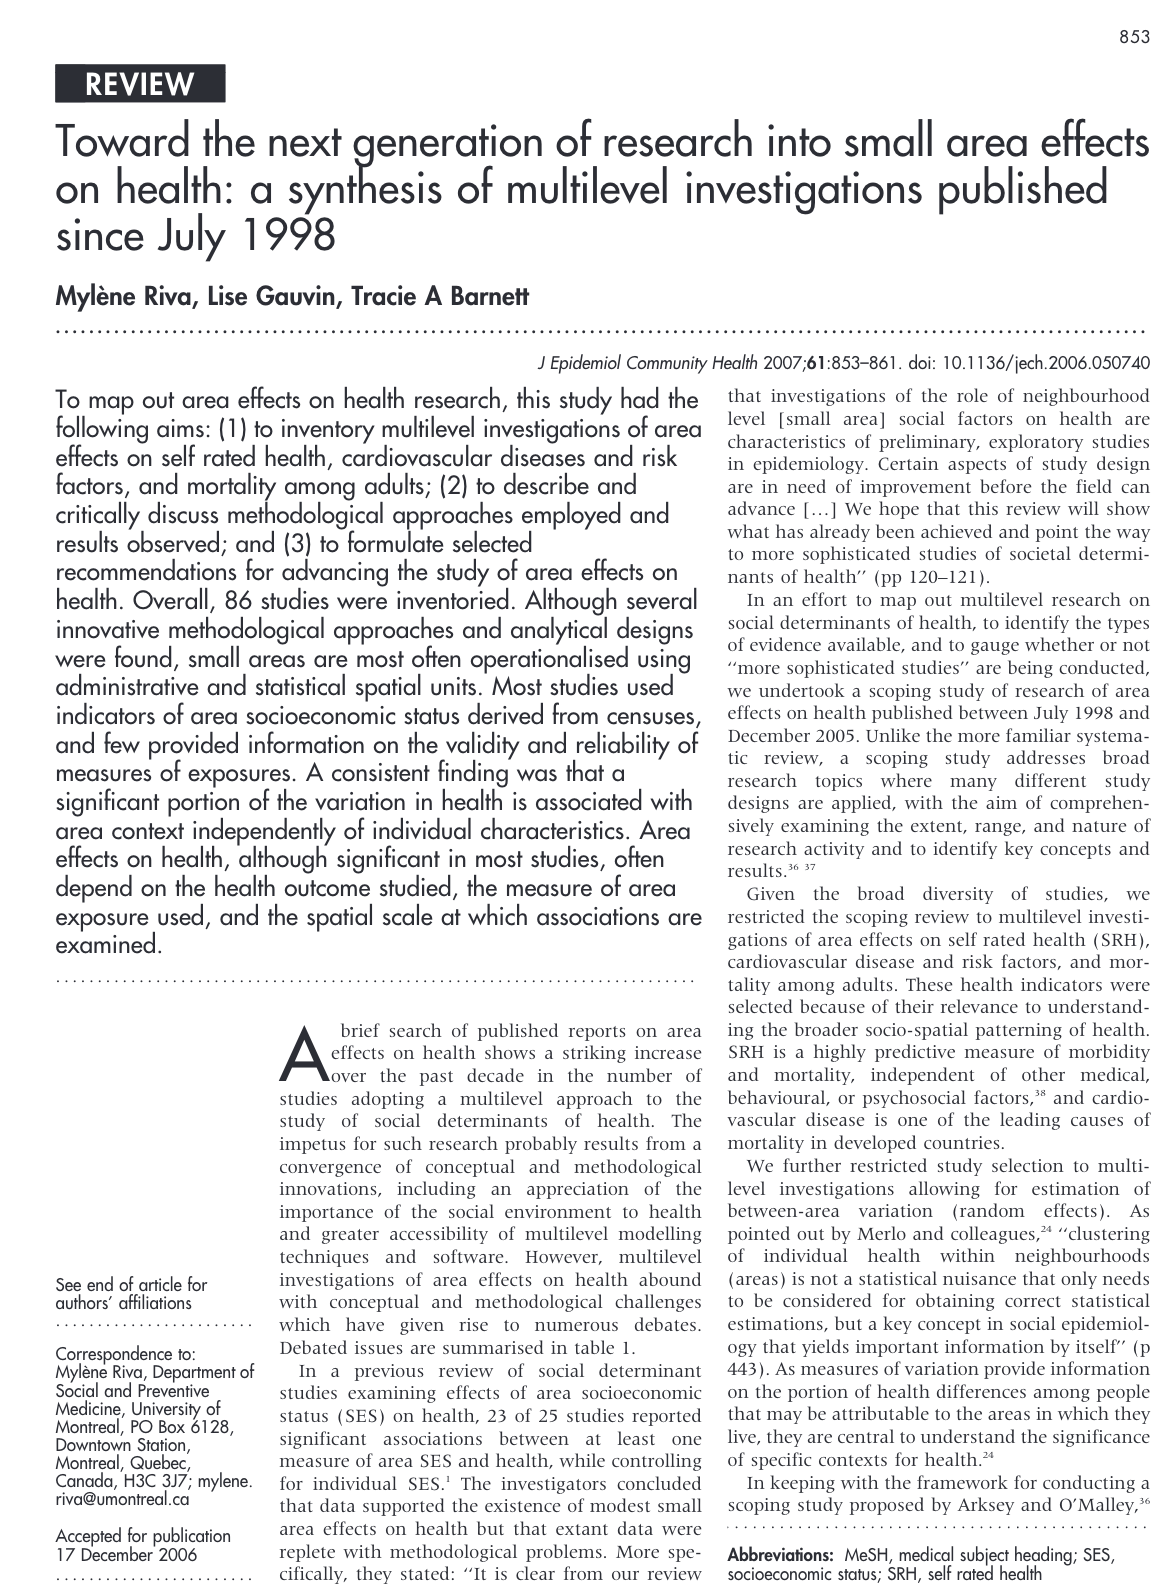 853
REVIEW
Toward the next generation of research into small area effects
on health: a synthesis of multilevel investigations published
since July 1998
Mylène Riva, Lise Gauvin, Tracie A Barnett
J Epidemiol Community Health 2007;61:853–861. doi: 10.1136/jech.2006.050740
To map out area effects on health research, this study had the
following aims: (1) to inventory multilevel investigations of area
effects on self rated health, cardiovascular diseases and risk
factors, and mortality among adults; (2) to describe and
critically discuss methodological approaches employed and
results observed; and (3) to formulate selected
recommendations for advancing the study of area effects on
health. Overall, 86 studies were inventoried. Although several
innovative methodological approaches and analytical designs
were found, small areas are most often operationalised using
administrative and statistical spatial units. Most studies used
indicators of area socioeconomic status derived from censuses,
and few provided information on the validity and reliability of
measures of exposures. A consistent finding was that a
significant portion of the variation in health is associated with
area context independently of individual characteristics. Area
effects on health, although significant in most studies, often
depend on the health outcome studied, the measure of area
exposure used, and the spatial scale at which associations are
examined.
See end of article for
authors' affiliations
Correspondence to:
Mylène Riva, Department of
Social and Preventive
Medicine, University of
Montreal, PO Box 6128,
Downtown Station,
Montreal, Quebec,
Canada, H3C 3J7; mylene.
riva@umontreal.ca
Accepted for publication
17 December 2006
A brief search of published reports on area
effects on health shows a striking increase
over the past decade in the number of
studies adopting a multilevel approach to the
study of social determinants of health. The
impetus for such research probably results from a
convergence of conceptual and methodological
innovations, including an appreciation of the
importance of the social environment to health
and greater accessibility of multilevel modelling
techniques and software. However, multilevel
investigations of area effects on health abound
with conceptual and methodological challenges
which have given rise to numerous debates.
Debated issues are summarised in table 1.
In a previous review of social determinant
studies examining effects of area socioeconomic
status (SES) on health, 23 of 25 studies reported
significant associations between at least one
measure of area SES and health, while controlling
for individual SES.1 The investigators concluded
that data supported the existence of modest small
area effects on health but that extant data were
replete with methodological problems. More spe-
cifically, they stated: ‘‘It is clear from our review
that investigations of the role of neighbourhood
level [small area] social factors on health are
characteristics of preliminary, exploratory studies
in epidemiology. Certain aspects of study design
are in need of improvement before the field can
advance […] We hope that this review will show
what has already been achieved and point the way
to more sophisticated studies of societal determi-
nants of health’’ (pp 120–121).
In an effort to map out multilevel research on
social determinants of health, to identify the types
of evidence available, and to gauge whether or not
‘‘more sophisticated studies’’ are being conducted,
we undertook a scoping study of research of area
effects on health published between July 1998 and
December 2005. Unlike the more familiar systema-
tic review, a scoping study addresses broad
research topics where many different study
designs are applied, with the aim of comprehen-
sively examining the extent, range, and nature of
research activity and to identify key concepts and
results.36 37
Given the broad diversity of studies, we
restricted the scoping review to multilevel investi-
gations of area effects on self rated health (SRH),
cardiovascular disease and risk factors, and mor-
tality among adults. These health indicators were
selected because of their relevance to understand-
ing the broader socio-spatial patterning of health.
SRH is a highly predictive measure of morbidity
and mortality, independent of other medical,
behavioural, or psychosocial factors,38 and cardio-
vascular disease is one of the leading causes of
mortality in developed countries.
We further restricted study selection to multi-
level investigations allowing for estimation of
between-area variation (random effects). As
pointed out by Merlo and colleagues,24 ‘‘clustering
of individual health within neighbourhoods
(areas) is not a statistical nuisance that only needs
to be considered for obtaining correct statistical
estimations, but a key concept in social epidemiol-
ogy that yields important information by itself’’ (p
443). As measures of variation provide information
on the portion of health differences among people
that may be attributable to the areas in which they
live, they are central to understand the significance
of specific contexts for health.24
In keeping with the framework for conducting a
scoping study proposed by Arksey and O’Malley,36
Abbreviations: MeSH, medical subject heading; SES,
socioeconomic status; SRH, self rated health